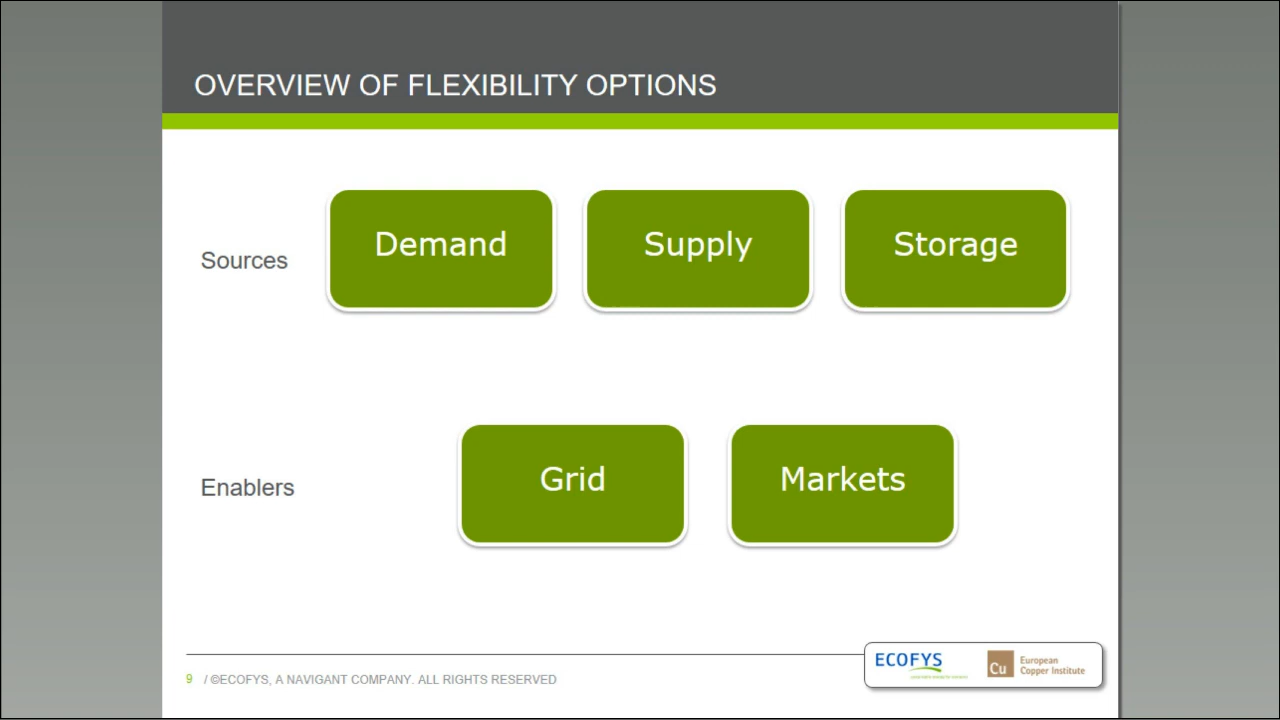 OVERVIEW OF FLEXIBILITY OPTIONS
Sources
Demand
Supply
Storage
Enablers
Grid
Markets
9 / ©ECOFYS, A NAVIGANT COMPANY. ALL RIGHTS RESERVED
ECOFYS
Cu
European
Copper Institute